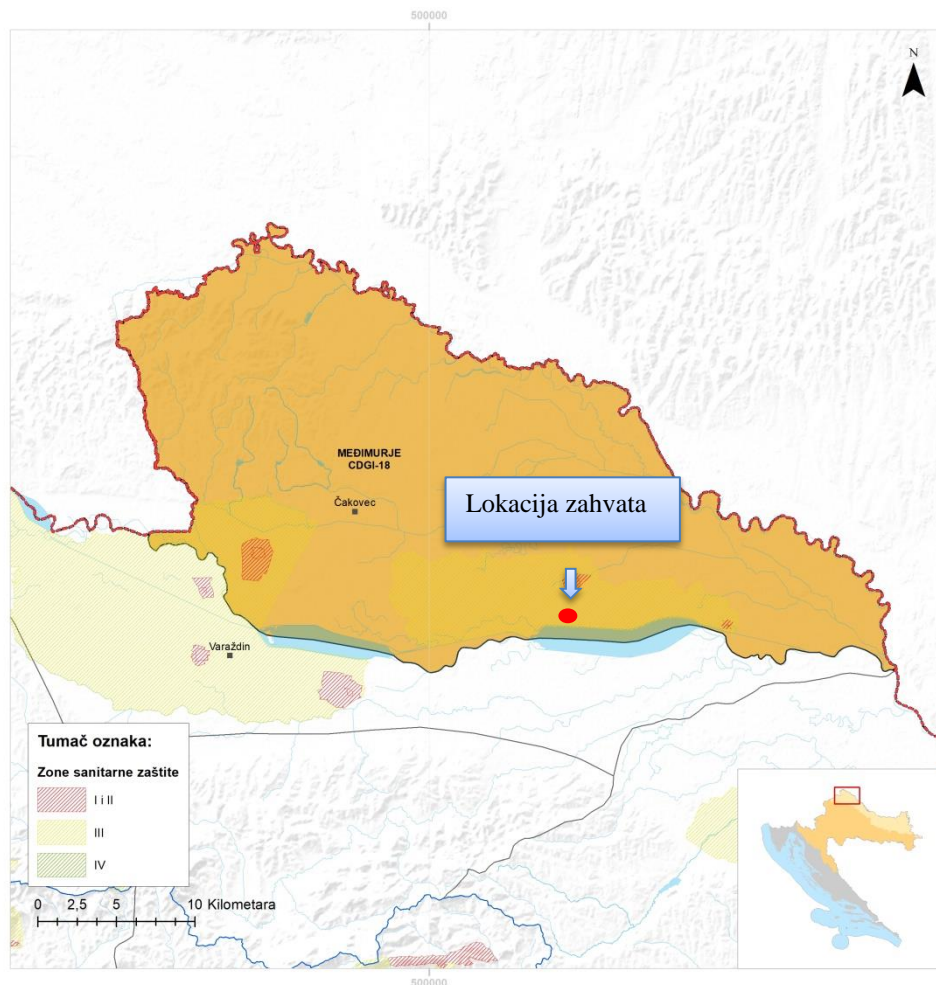 500000
N
MEĐIMURJE
CDGI-18
Čakovec
Lokacija zahvata
Varaždin
Tumač oznaka:
Zone sanitarne zaštite
I i II
III
IV
0 2,5 5 10 Kilometara
500000